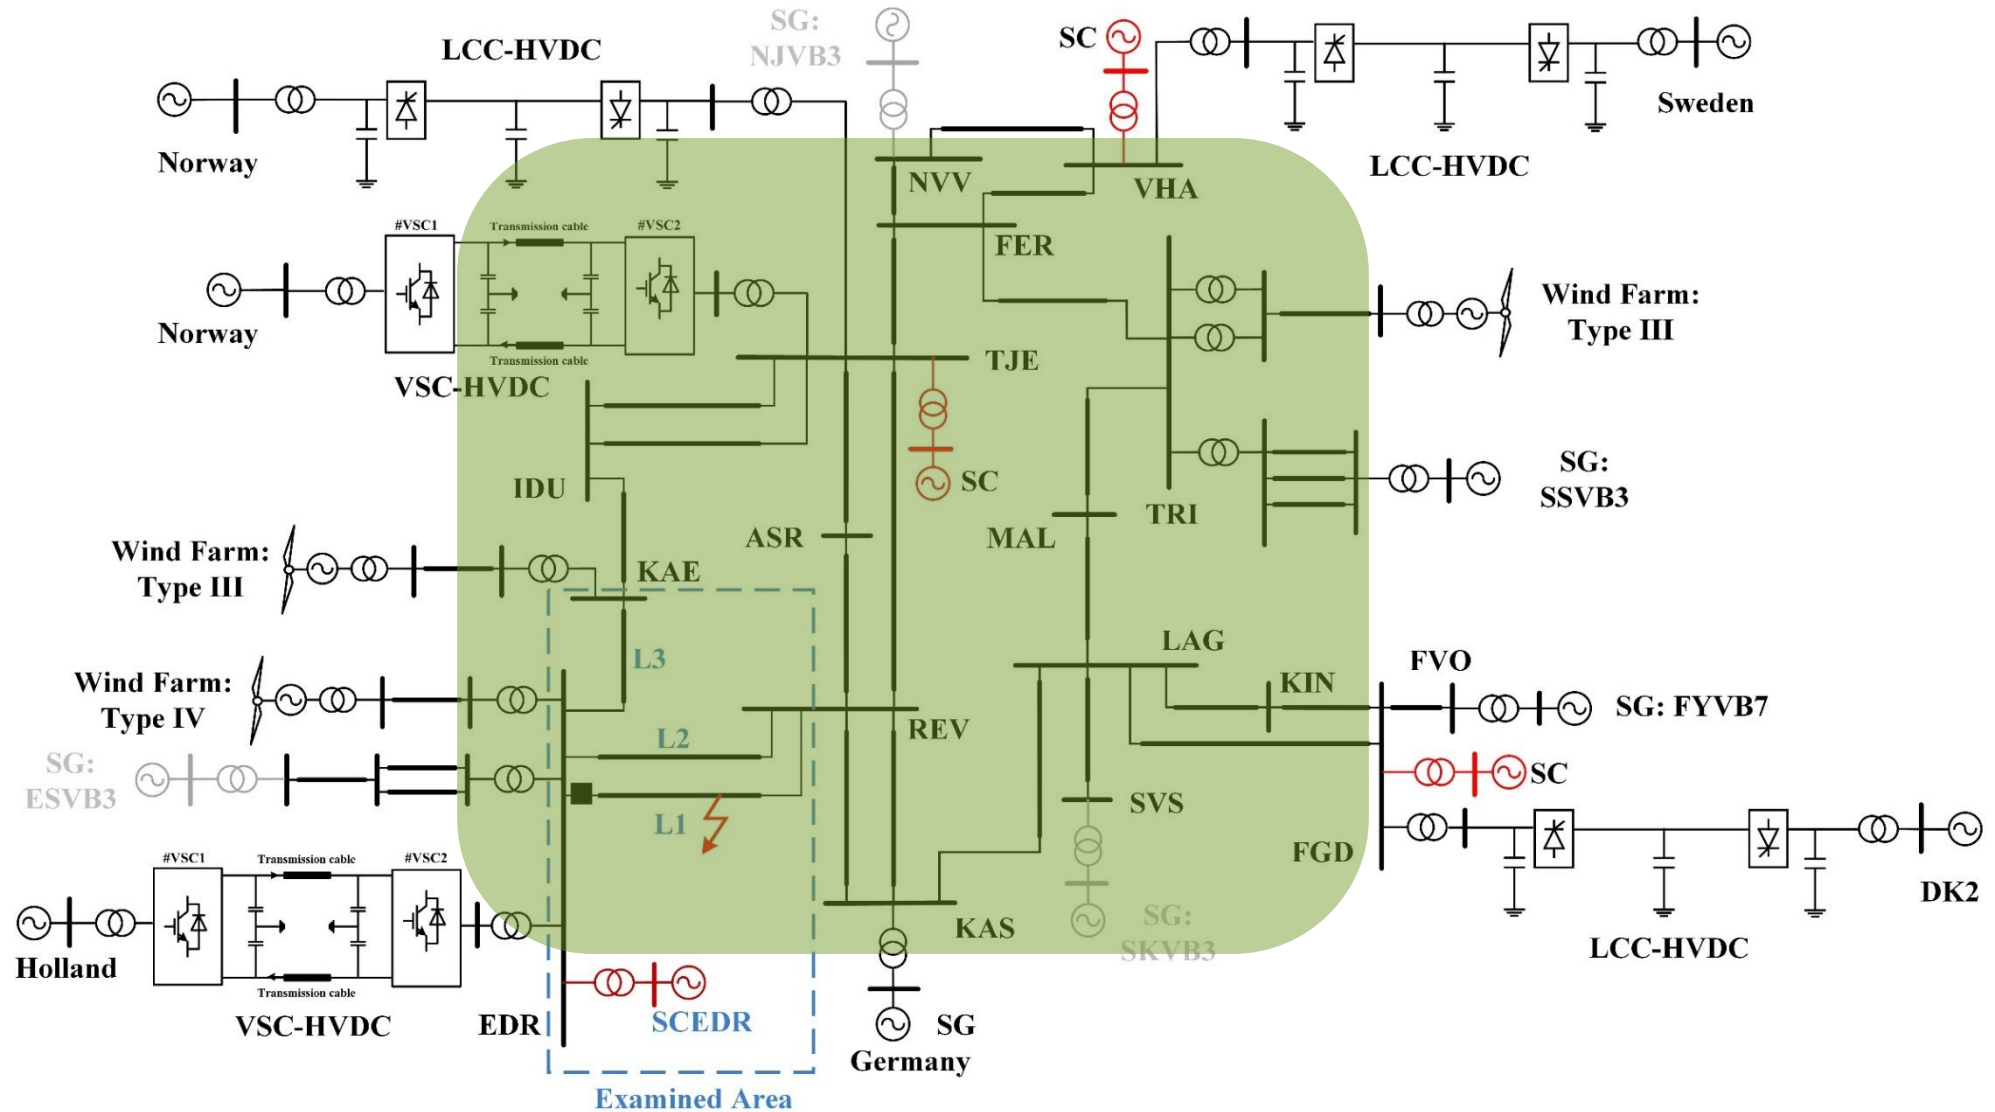 SG:
NJVB3
LCC-HVDC
SC
Norway
Sweden
LCC-HVDC
NVV
VHA
#VSC1
Transmission cable
#VSC2
FER
Norway
Wind Farm:
Type III
Transmission cable
VSC-HVDC
TJE
IDU
SC
SG:
SSVB3
TRI
ASR
MAL
Wind Farm:
Type III
KAE
L3
LAG
FVO
KIN
Wind Farm:
Type IV
SG: FYVB7
L2
REV
SG:
ESVB3
SC
L1
SVS
FGD
#VSC1
Transmission cable
#VSC2
DK2
KAS
SG:
SKVB3
LCC-HVDC
Holland
Transmission cable
VSC-HVDC
EDR
SCEDR
SG
Germany
Examined Area